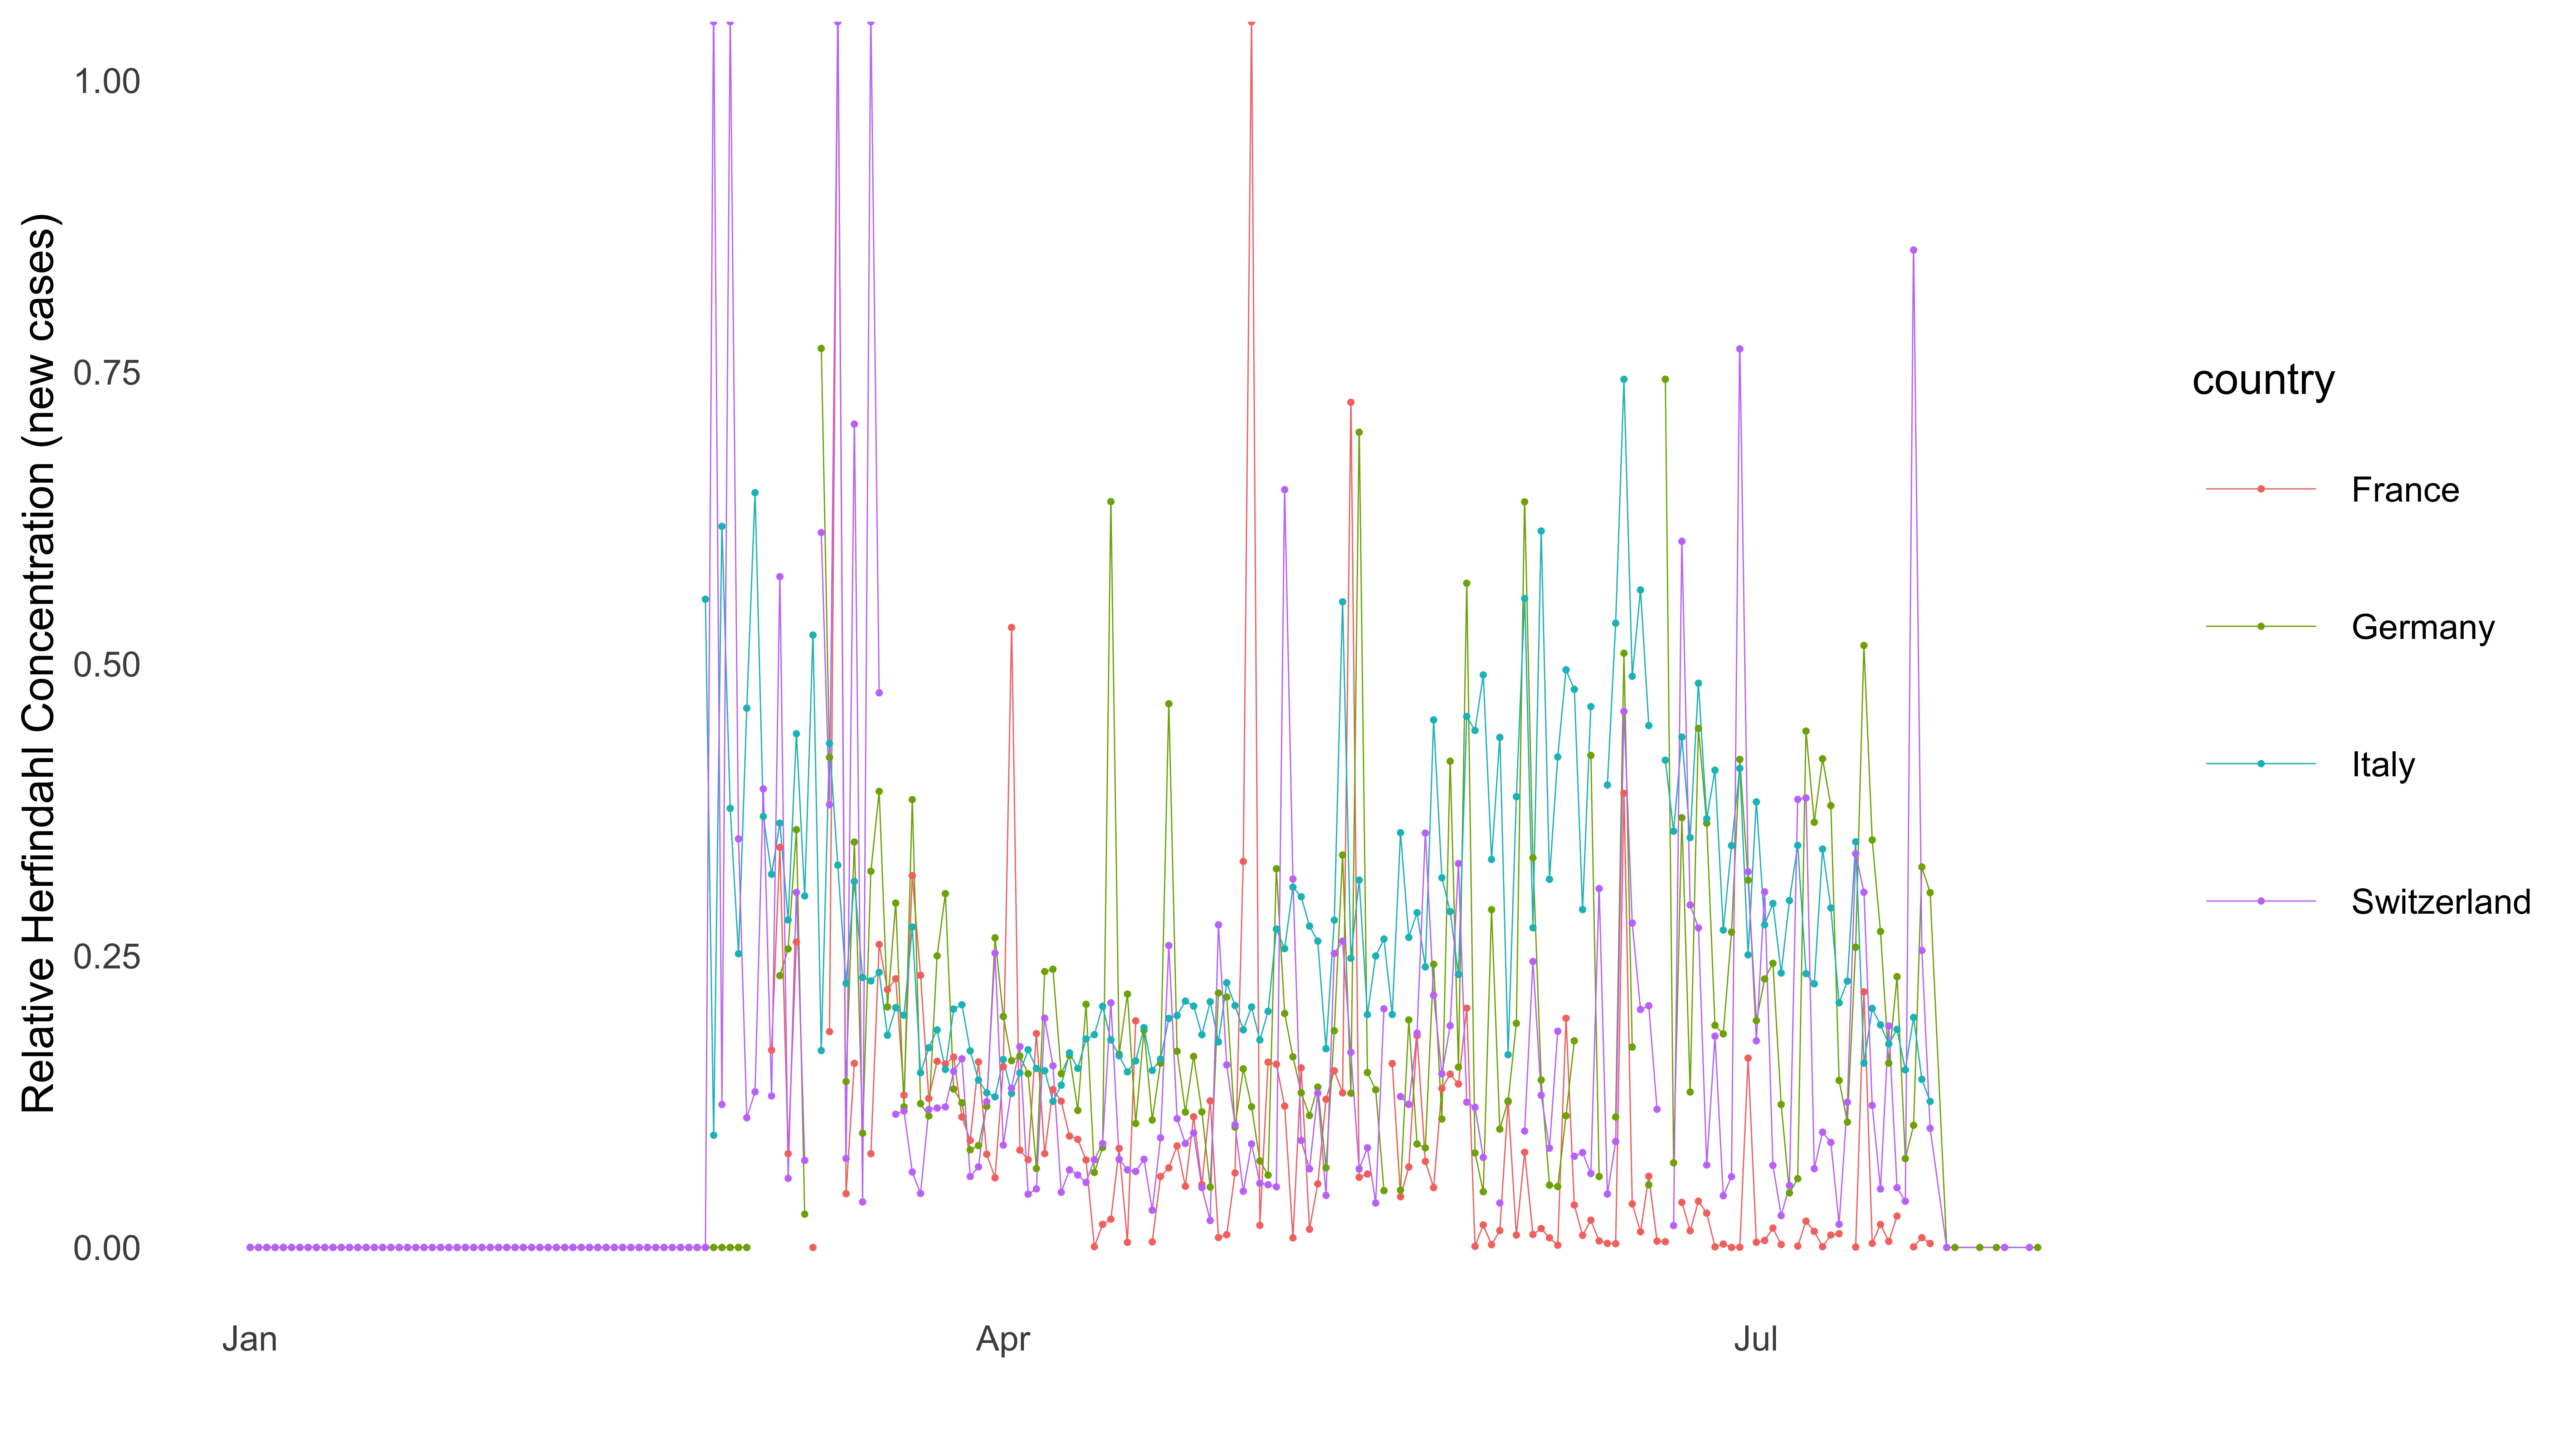 Relative Herfindahl Concentration (new cases)
1.00
0.75
0.50
0.25
0.00
Jan
Apr
Jul
country
France
Germany
Italy
Switzerland